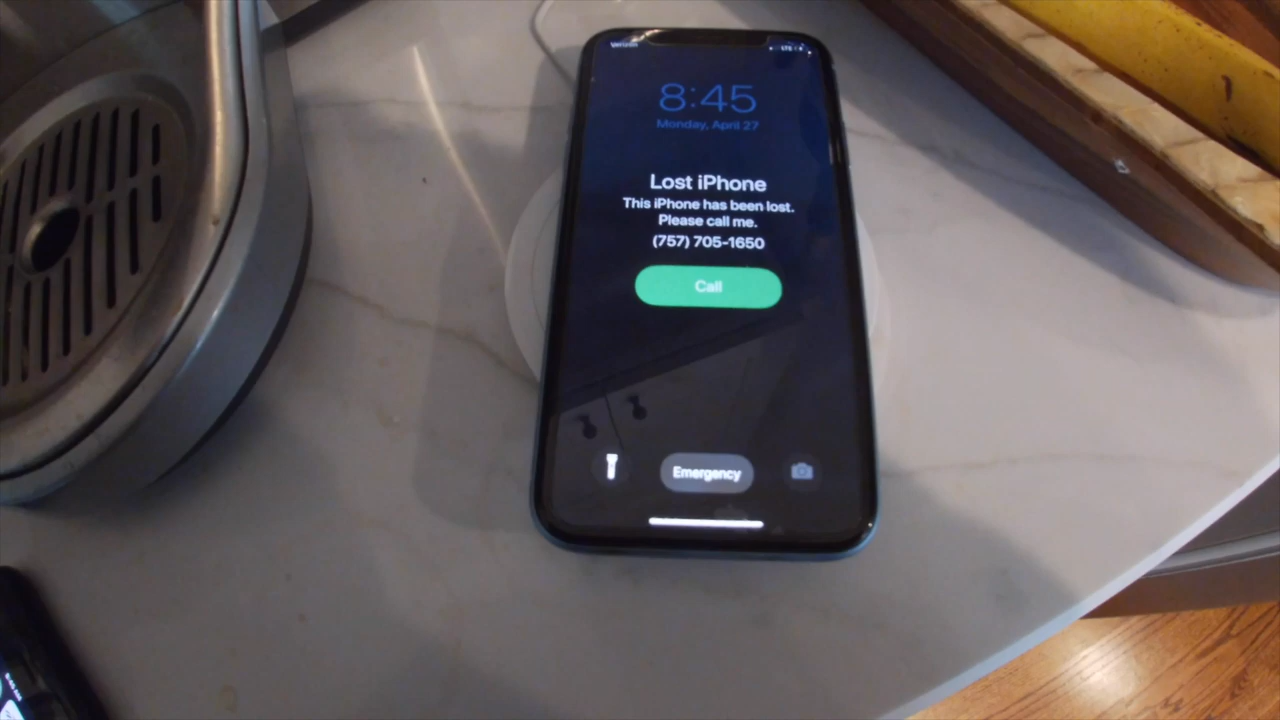 Verizon
8:45
Monday, April 27
Lost iPhone
This iPhone has been lost.
Please call me.
(757) 705-1650
Call
Emergency